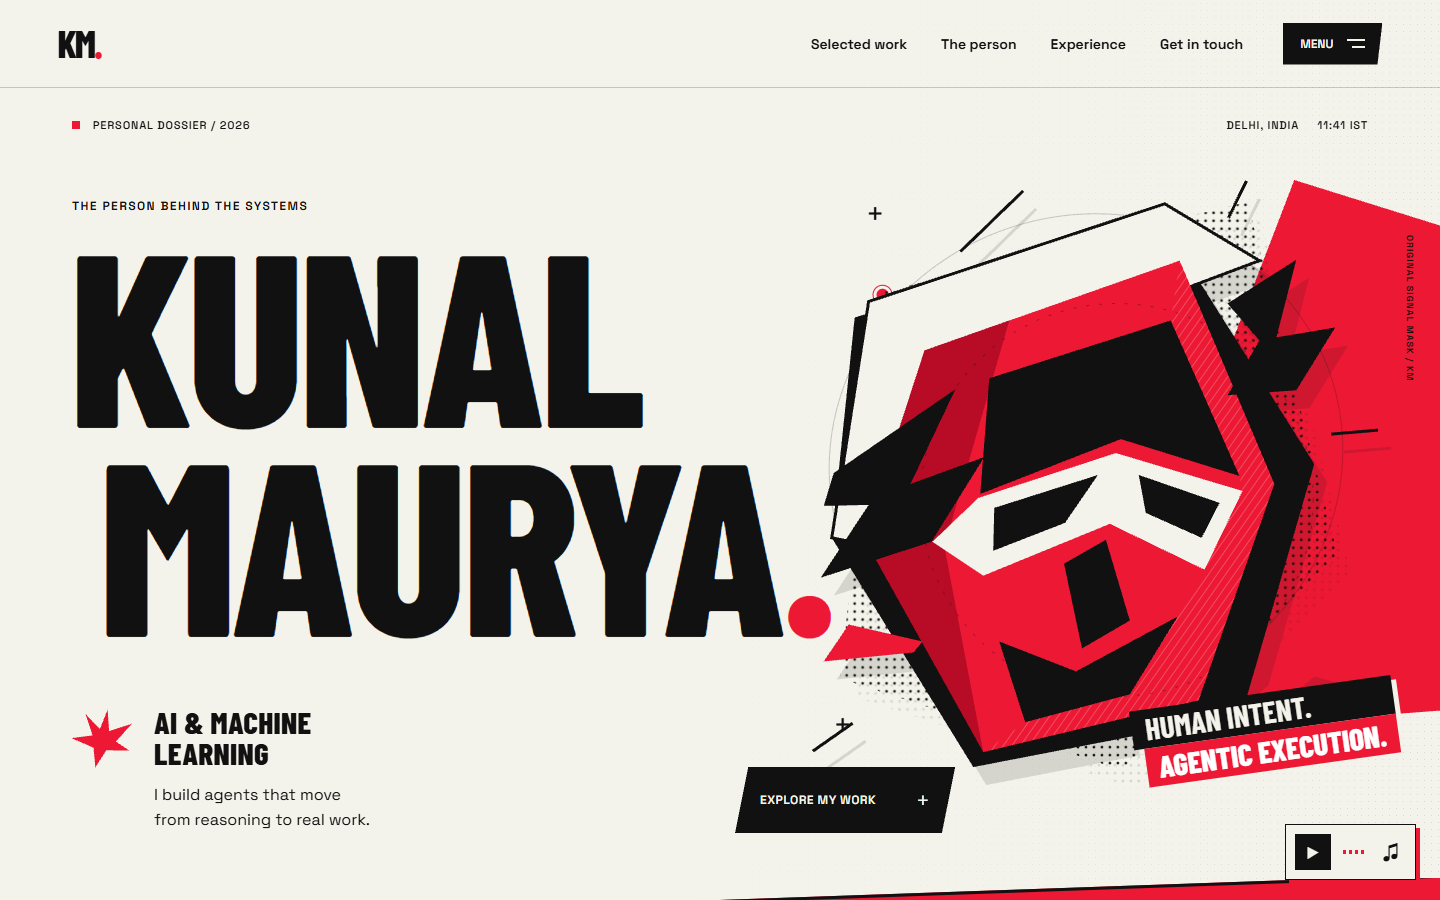 KM.
Selected work
The person
Experience
Get in touch
MENU
PERSONAL DOSSIER / 2026
DELHI, INDIA
11:41 IST
THE PERSON BEHIND THE SYSTEMS
KUNAL
MAURYA.
ORIGINAL SIGNAL MASK / KM
AI & MACHINE
LEARNING
I build agents that move
from reasoning to real work.
EXPLORE MY WORK +
HUMAN INTENT.
AGENTIC EXECUTION.